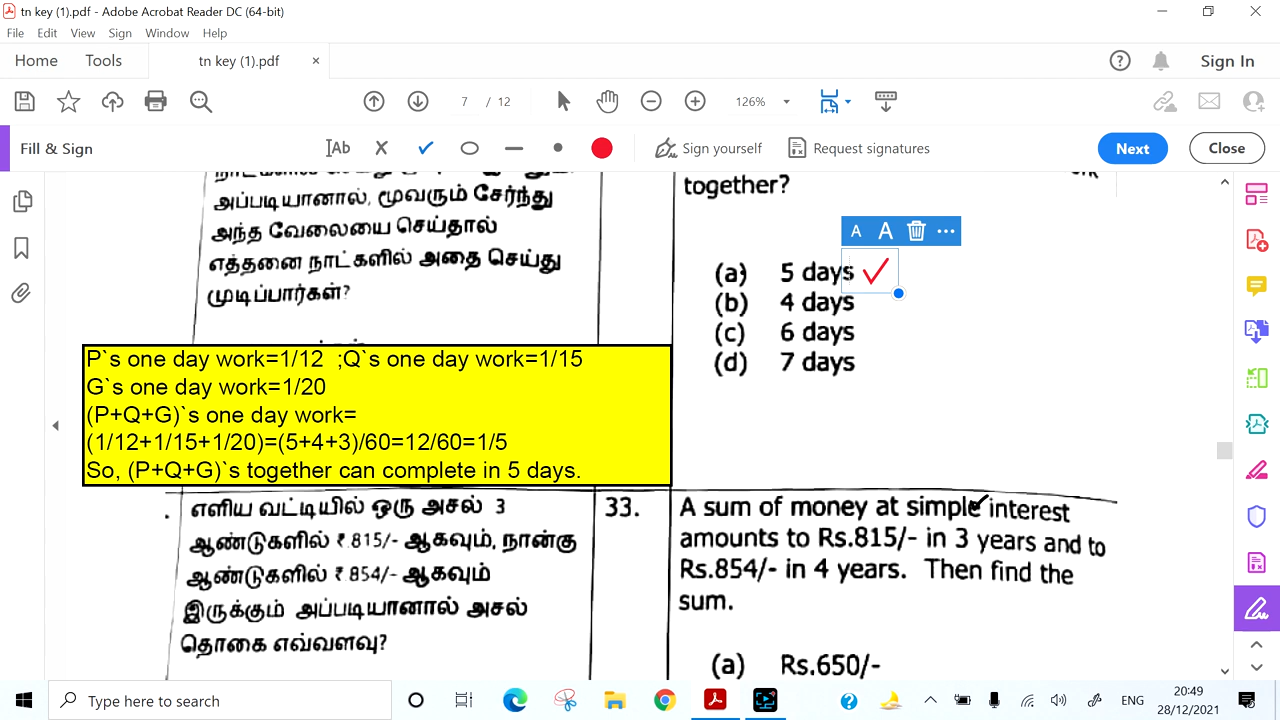 tn key (1).pdf - Adobe Acrobat Reader DC (64-bit)
File Edit View Sign Window Help
Home Tools tn key (1).pdf × Sign In
7 / 12 126%
Fill & Sign Ab Sign yourself Request signatures Next Close
அப்படியானால், மூவரும் சேர்ந்து
அந்த வேலையை செய்தால்
எத்தனை நாட்களில் அதை செய்து
முடிப்பார்கள்?
together?
A A
(a) 5 days
(b) 4 days
(c) 6 days
(d) 7 days
P`s one day work=1/12 ;Q`s one day work=1/15
G`s one day work=1/20
(P+Q+G)`s one day work=
(1/12+1/15+1/20)=(5+4+3)/60=12/60=1/5
So, (P+Q+G)`s together can complete in 5 days.
எளிய வட்டியில் ஒரு அசல் 3
ஆண்டுகளில் ₹.815/- ஆகவும், நான்கு
ஆண்டுகளில் ₹.854/- ஆகவும்
இருக்கும் அப்படியானால் அசல்
தொகை எவ்வளவு?
33. A sum of money at simple interest
amounts to Rs.815/- in 3 years and to
Rs.854/- in 4 years. Then find the
sum.
(a) Rs.650/-
Type here to search
ENG
20:49
28/12/2021